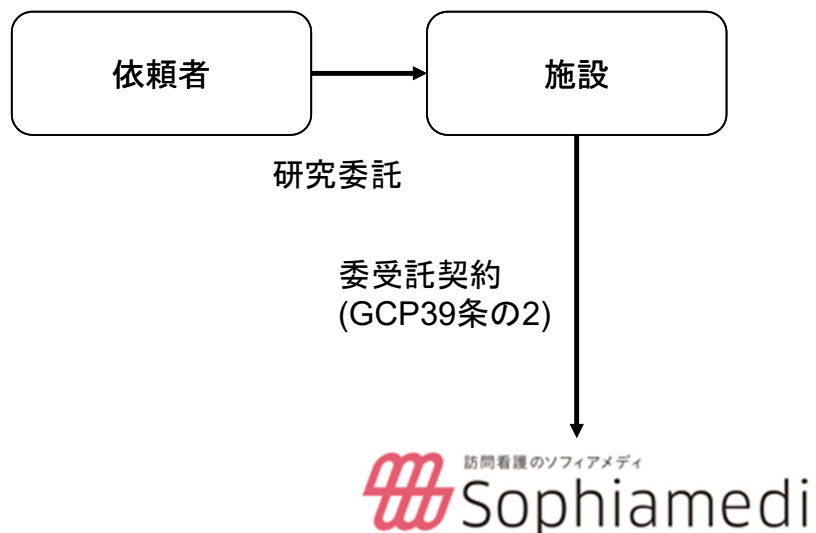 依頼者
施設
研究委託
委受託契約
(GCP39条の2)
訪問看護のソフィアメディ
Sophiamedi